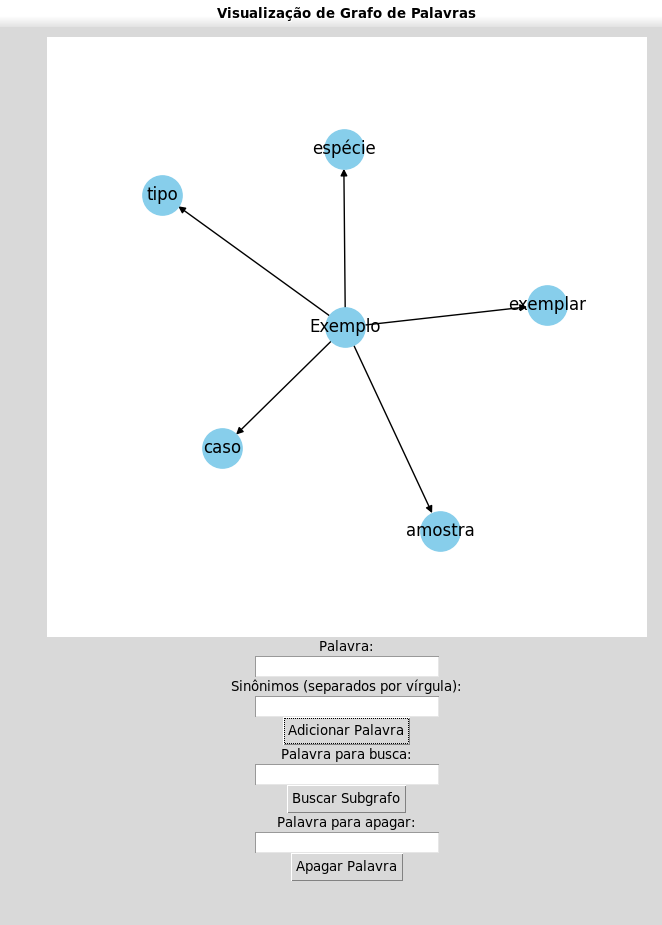 Visualização de Grafo de Palavras
espécie
tipo
exemplar
Exemplo
caso
amostra
Palavra:
Sinônimos (separados por vírgula):
Adicionar Palavra
Palavra para busca:
Buscar Subgrafo
Palavra para apagar:
Apagar Palavra